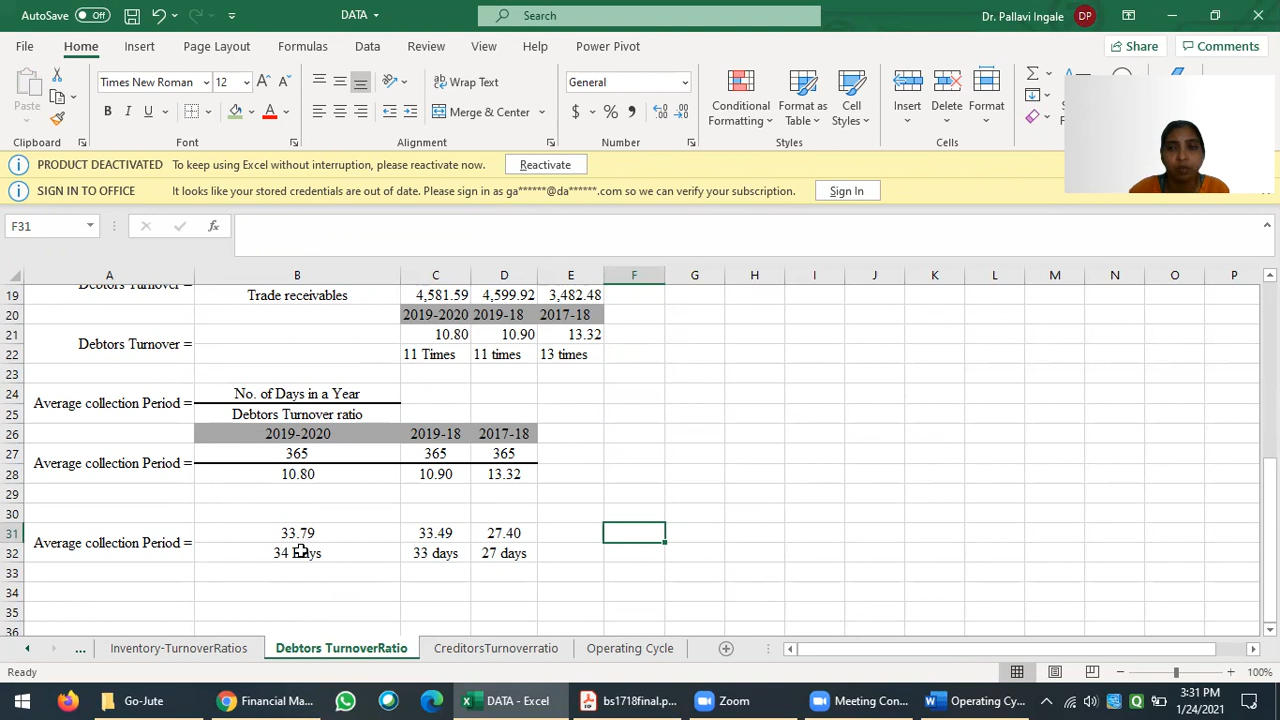 AutoSave Off DATA Search Dr. Pallavi Ingale DP
File Home Insert Page Layout Formulas Data Review View Help Power Pivot Share Comments
Paste Times New Roman 12 Wrap Text General Conditional Formatting Format as Table Cell Styles Insert Delete Format
B I U Merge & Center $ %
Clipboard Font Alignment Number Styles Cells
PRODUCT DEACTIVATED To keep using Excel without interruption, please reactivate now. Reactivate
SIGN IN TO OFFICE It looks like your stored credentials are out of date. Please sign in as ga******@da******.com so we can verify your subscription. Sign In
F31 fx
A B C D E F G H I J K L M N O P
Debtors Turnover =
19 Trade receivables 4,581.59 4,599.92 3,482.48
20 2019-2020 2019-18 2017-18
21 10.80 10.90 13.32
Debtors Turnover =
22 11 Times 11 times 13 times
23
24 No. of Days in a Year
Average collection Period =
25 Debtors Turnover ratio
26 2019-2020 2019-18 2017-18
27 365 365 365
Average collection Period =
28 10.80 10.90 13.32
29
30
31 33.79 33.49 27.40
Average collection Period =
32 34 Days 33 days 27 days
33
34
35
36
... Inventory-TurnoverRatios Debtors TurnoverRatio CreditorsTurnoverratio Operating Cycle
Ready 100%
Go-Jute Financial Ma... DATA - Excel bs1718final.p... Zoom Meeting Con... Operating Cy... 3:31 PM
1/24/2021